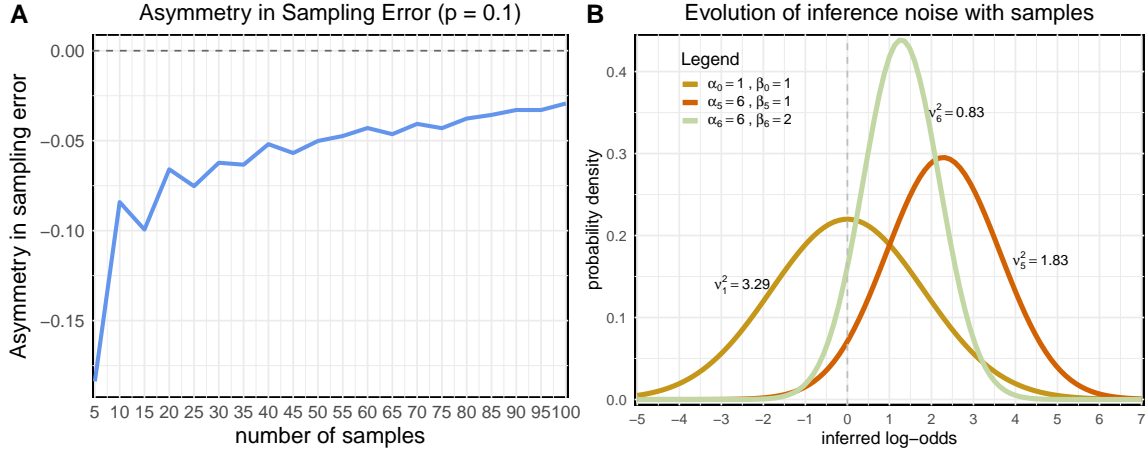 A
Asymmetry in Sampling Error (p = 0.1)
Asymmetry in sampling error
0.00
−0.05
−0.10
−0.15
5 10 15 20 25 30 35 40 45 50 55 60 65 70 75 80 85 90 95 100
number of samples
B
Evolution of inference noise with samples
probability density
0.4
0.3
0.2
0.1
0.0
Legend
α₀ = 1 , β₀ = 1
α₅ = 6 , β₅ = 1
α₆ = 6 , β₆ = 2
ν₆² = 0.83
ν₅² = 1.83
ν₁² = 3.29
−5 −4 −3 −2 −1 0 1 2 3 4 5 6 7
inferred log−odds